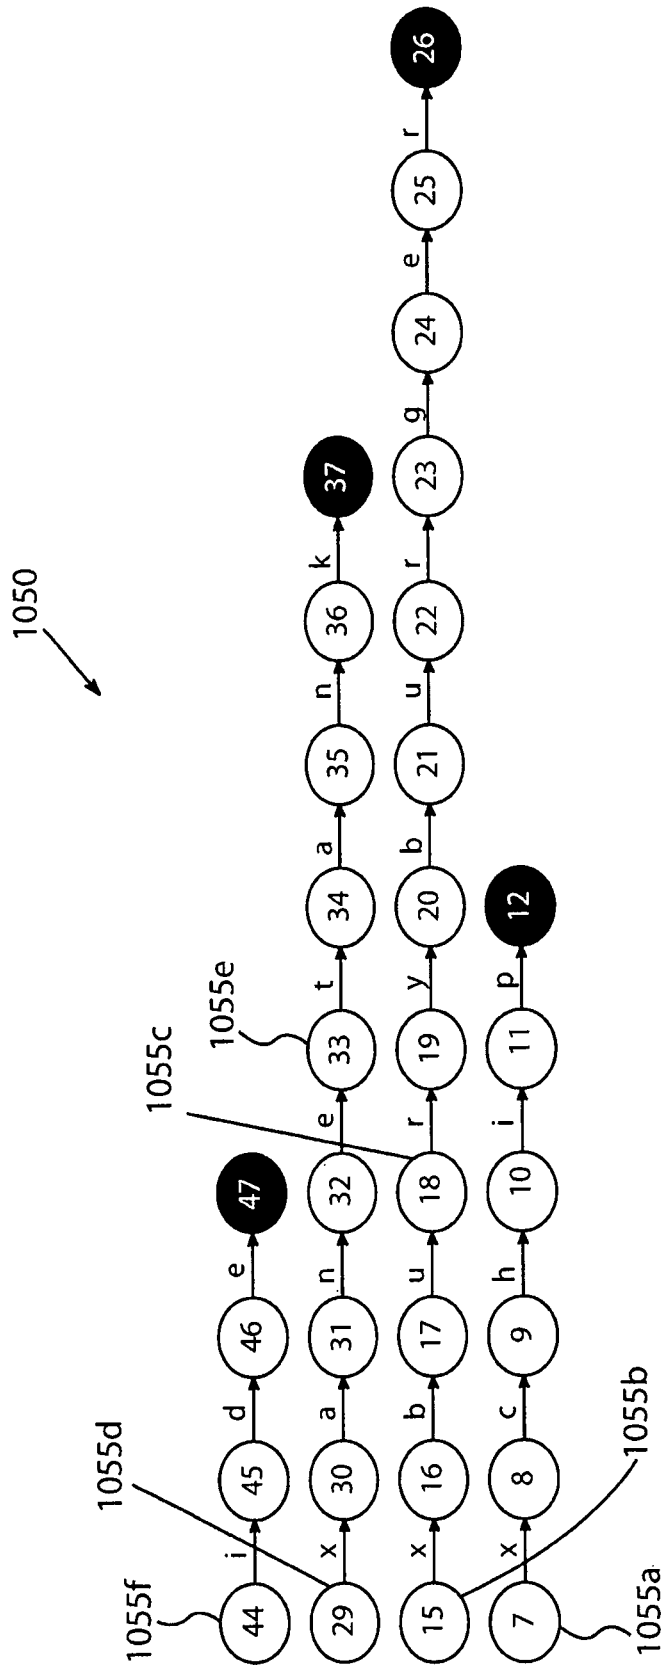 1050
1055f 1055d 1055c 1055e
i d e
44 45 46 47
x a n e t a n k
29 30 31 32 33 34 35 36 37
x b u r y b u r g e r
15 16 17 18 19 20 21 22 23 24 25 26
x c h i p
7 8 9 10 11 12
1055a 1055b